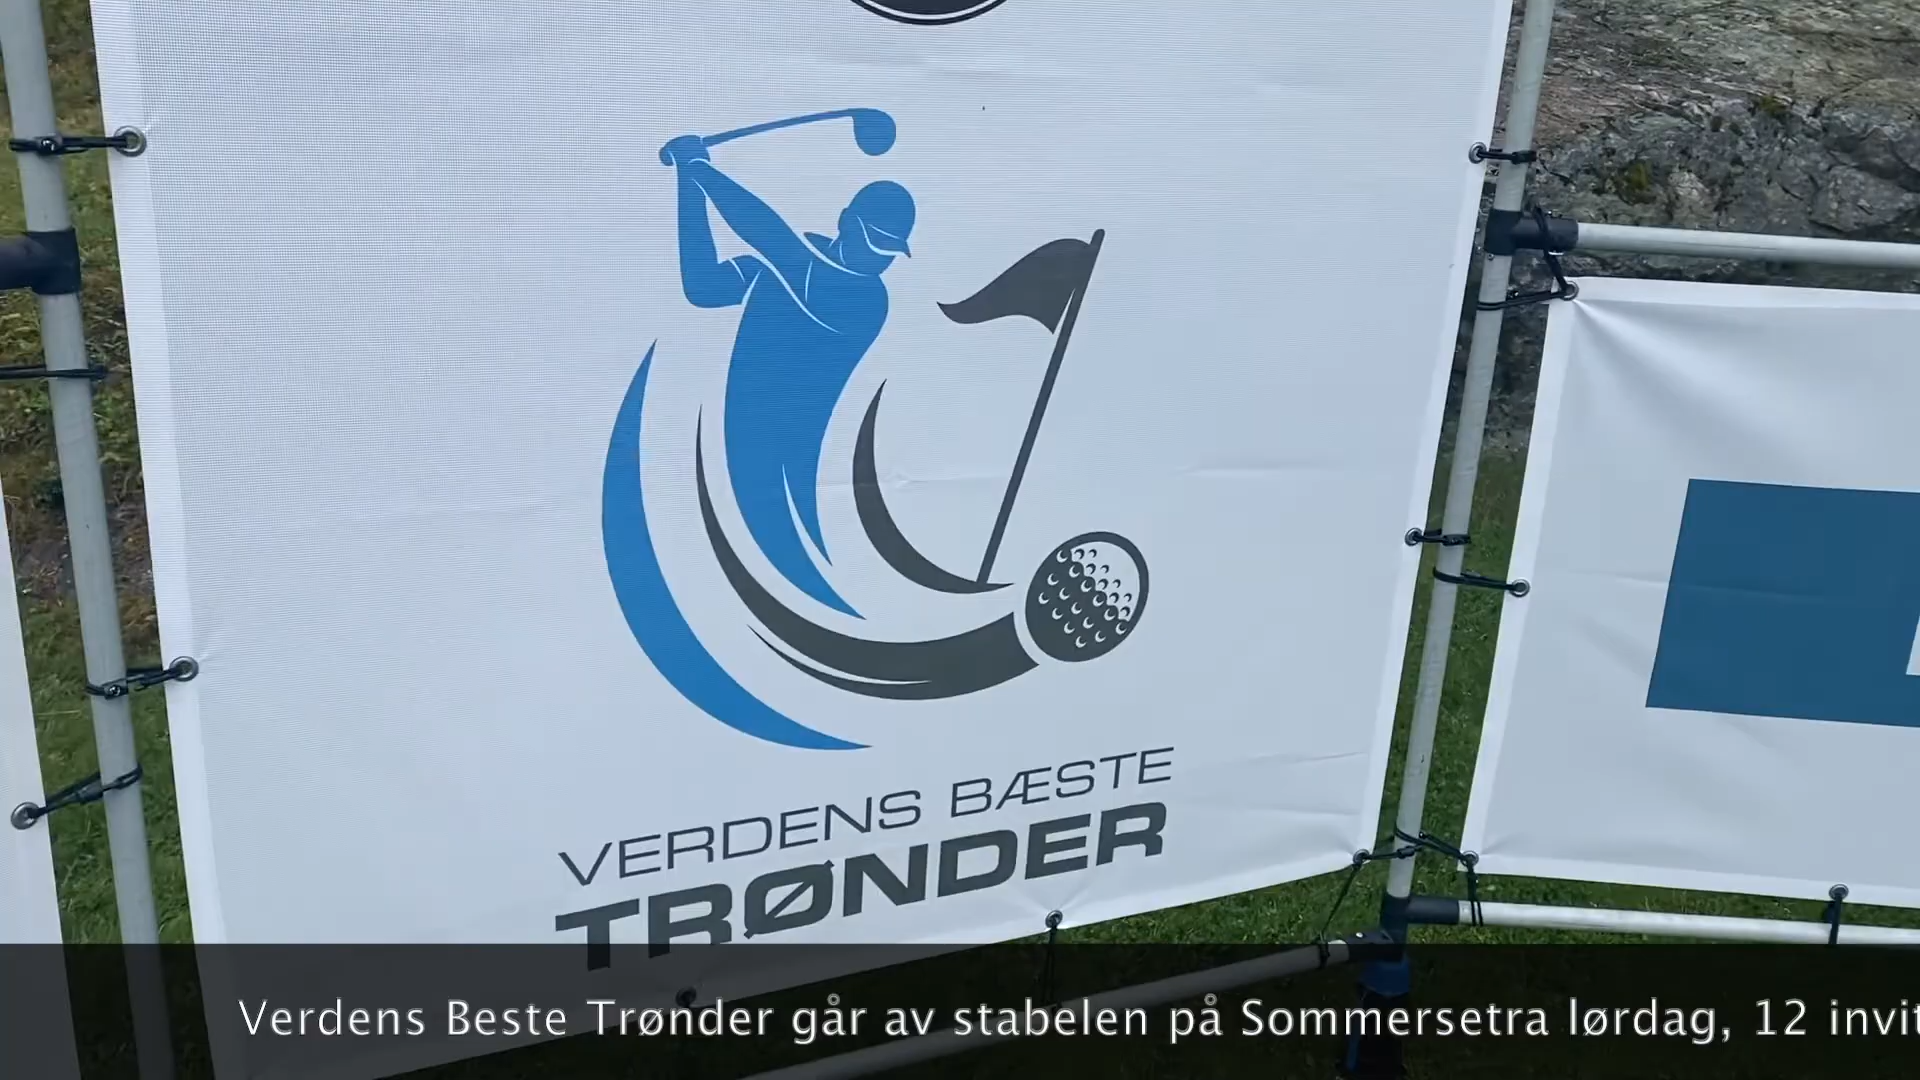 VERDENS BÆSTE
TRØNDER
Verdens Beste Trønder går av stabelen på Sommersetra lørdag, 12